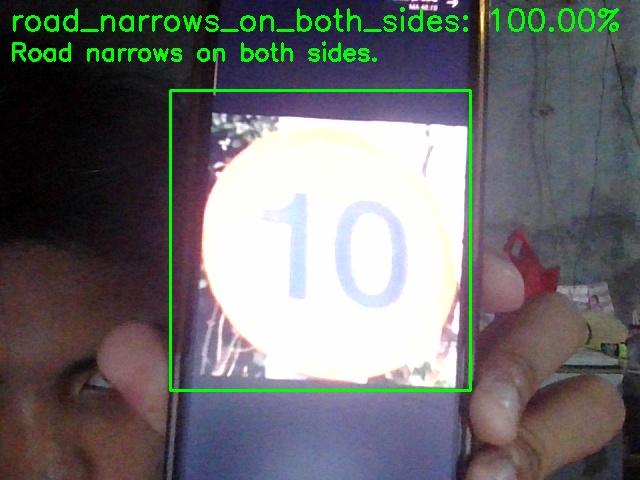 road_narrows_on_both_sides: 100.00%
Road narrows on both sides.
10